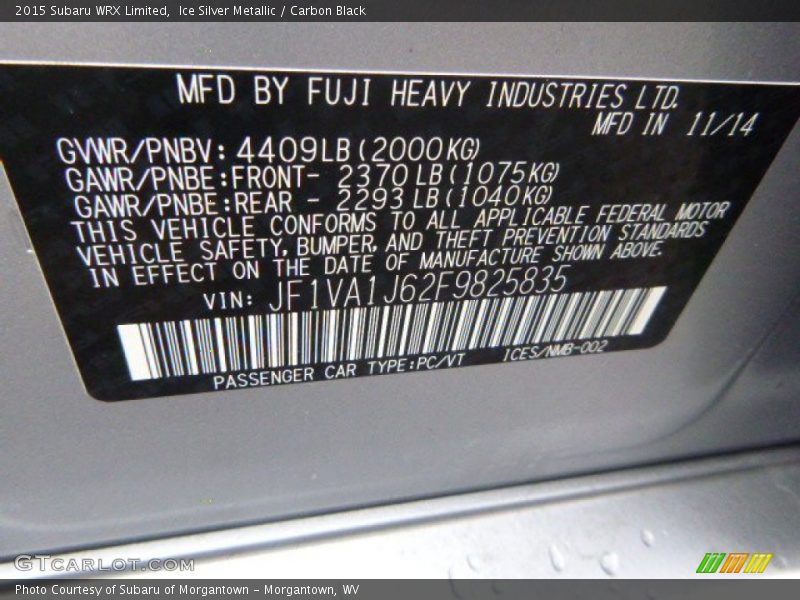 2015 Subaru WRX Limited,  Ice Silver Metallic / Carbon Black
MFD BY FUJI HEAVY INDUSTRIES LTD.
MFD IN 11/14
GVWR/PNBV: 4409LB (2000KG)
GAWR/PNBE:FRONT- 2370 LB (1075KG)
GAWR/PNBE:REAR - 2293 LB (1040KG)
THIS VEHICLE CONFORMS TO ALL APPLICABLE FEDERAL MOTOR
VEHICLE SAFETY, BUMPER, AND THEFT PREVENTION STANDARDS
IN EFFECT ON THE DATE OF MANUFACTURE SHOWN ABOVE.
VIN: JF1VA1J62F9825835
PASSENGER CAR TYPE:PC/VT ICES/NMB-002
GTCARLOT.COM
Photo Courtesy of Subaru of Morgantown - Morgantown, WV